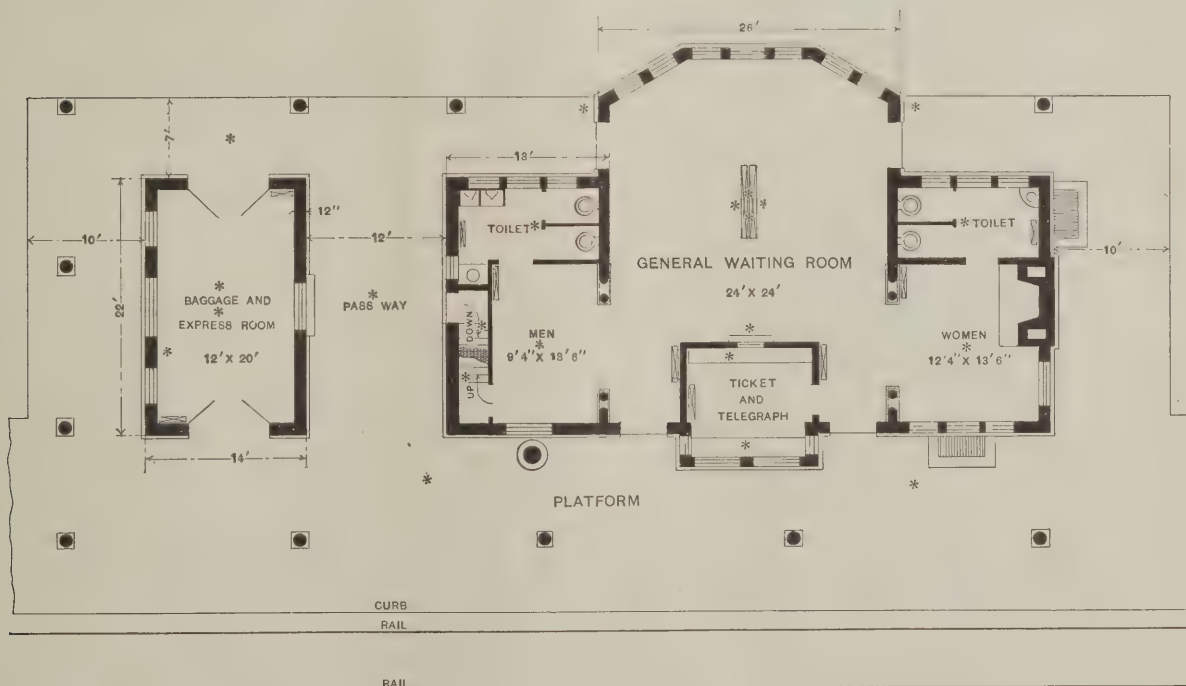 26'
7'
13'
12"
TOILET
TOILET
10'
12'
10'
GENERAL WAITING ROOM
24' X 24'
22'
BAGGAGE AND
EXPRESS ROOM
12' X 20'
PASS WAY
DOWN
UP
MEN
9'4" X 13'6"
WOMEN
12'4" X 13'6"
TICKET
AND
TELEGRAPH
14'
PLATFORM
CURB
RAIL
RAIL